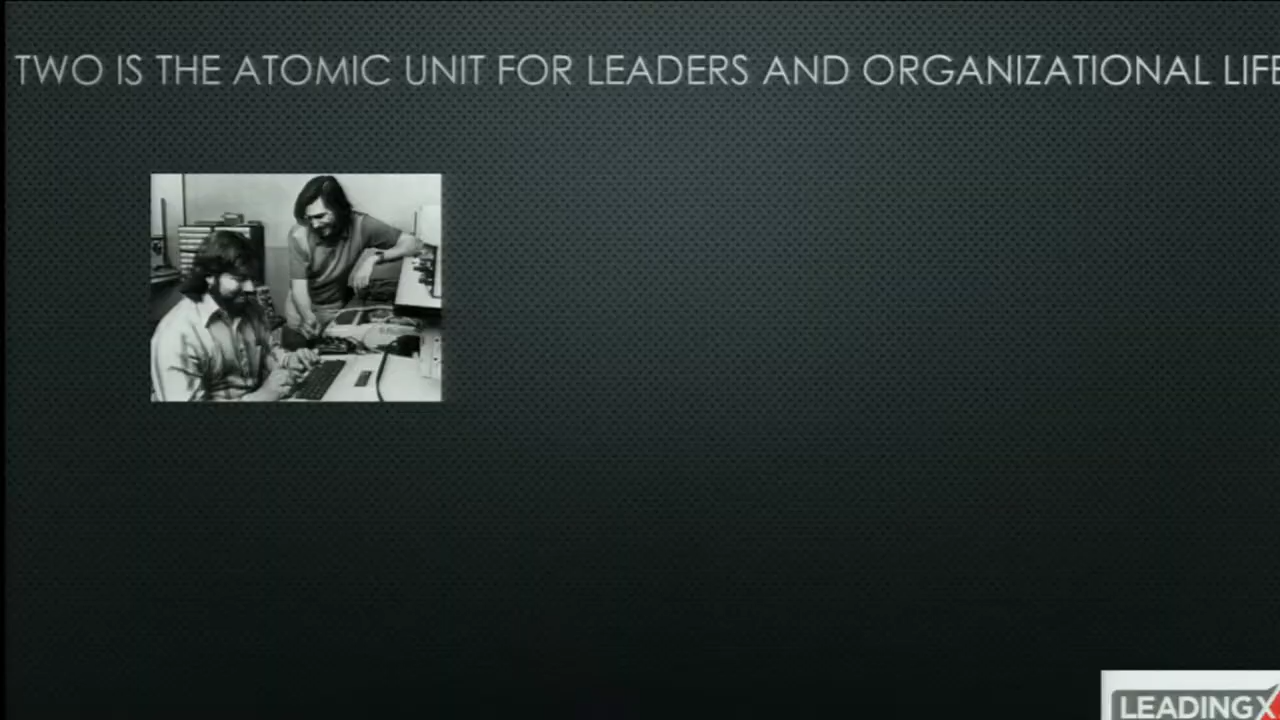 TWO IS THE ATOMIC UNIT FOR LEADERS AND ORGANIZATIONAL LIFE
LEADINGX